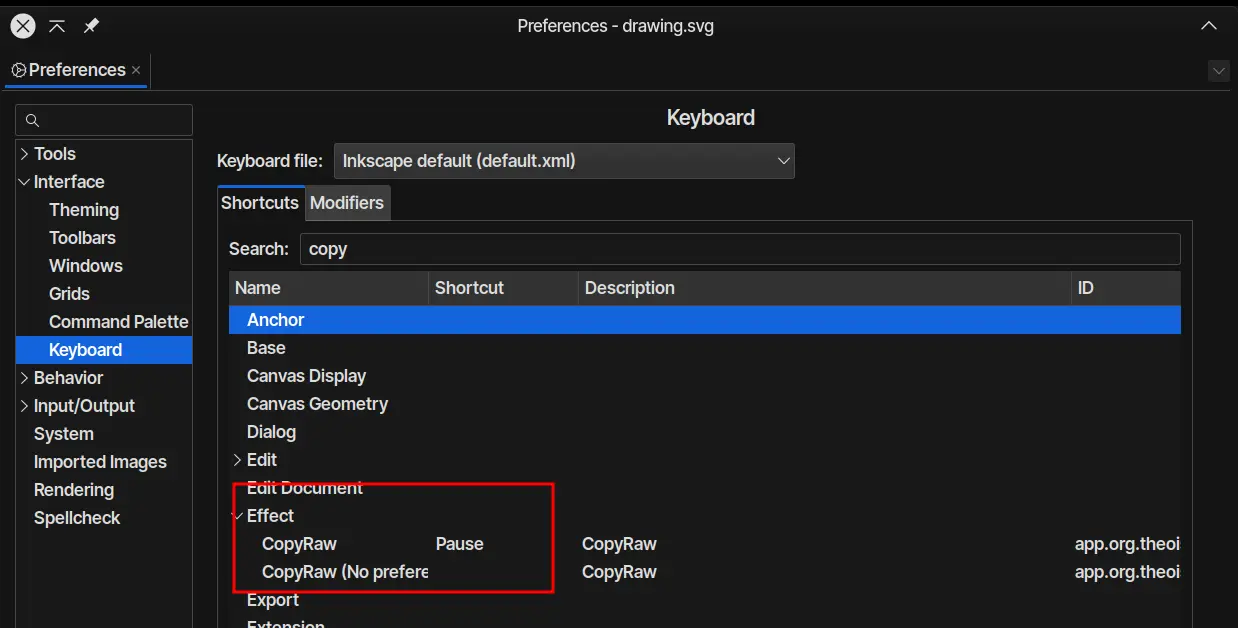 Preferences - drawing.svg
Preferences
Keyboard
Tools
Interface
Theming
Toolbars
Windows
Grids
Command Palette
Keyboard
Behavior
Input/Output
System
Imported Images
Rendering
Spellcheck
Keyboard file: Inkscape default (default.xml)
Shortcuts Modifiers
Search: copy
Name Shortcut Description ID
Anchor
Base
Canvas Display
Canvas Geometry
Dialog
Edit
Edit Document
Effect
CopyRaw Pause CopyRaw app.org.theoi
CopyRaw (No prefere CopyRaw app.org.theoi
Export
Extension